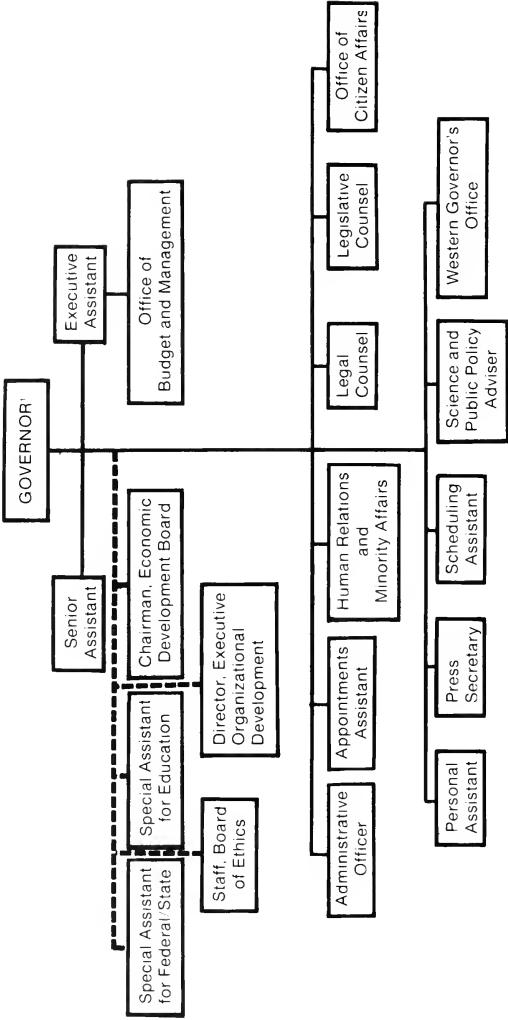 GOVERNOR¹
Senior
Assistant
Executive
Assistant
Office of
Budget and Management
Special Assistant
for Federal/State
Special Assistant
for Education
Chairman, Economic
Development Board
Staff, Board
of Ethics
Director, Executive
Organizational
Development
Administrative
Officer
Appointments
Assistant
Human Relations
and
Minority Affairs
Legal
Counsel
Legislative
Counsel
Office of
Citizen Affairs
Personal
Assistant
Press
Secretary
Scheduling
Assistant
Science and
Public Policy
Adviser
Western Governor's
Office